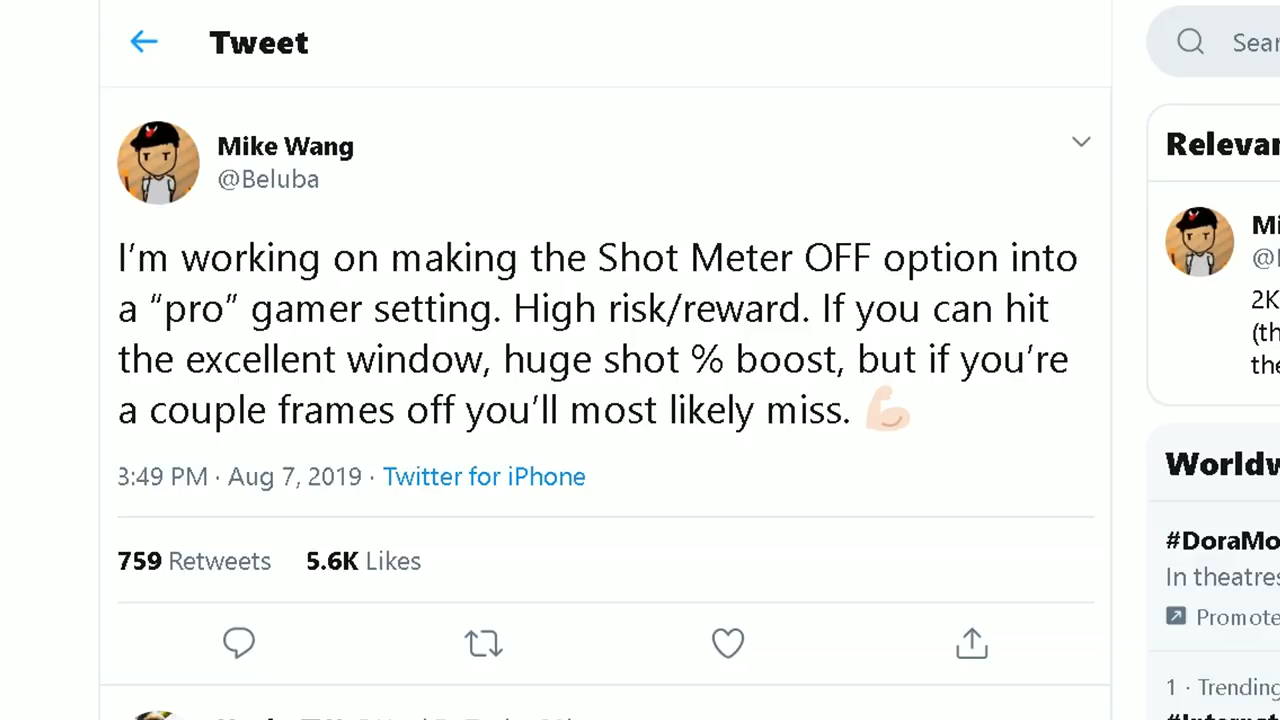 Tweet
Mike Wang
@Beluba
I'm working on making the Shot Meter OFF option into
a “pro” gamer setting. High risk/reward. If you can hit
the excellent window, huge shot % boost, but if you're
a couple frames off you'll most likely miss. 💪🏻
3:49 PM · Aug 7, 2019 · Twitter for iPhone
759 Retweets 5.6K Likes
2K
(th
the
#DoraMo
In theatres
Promote
1 · Trending